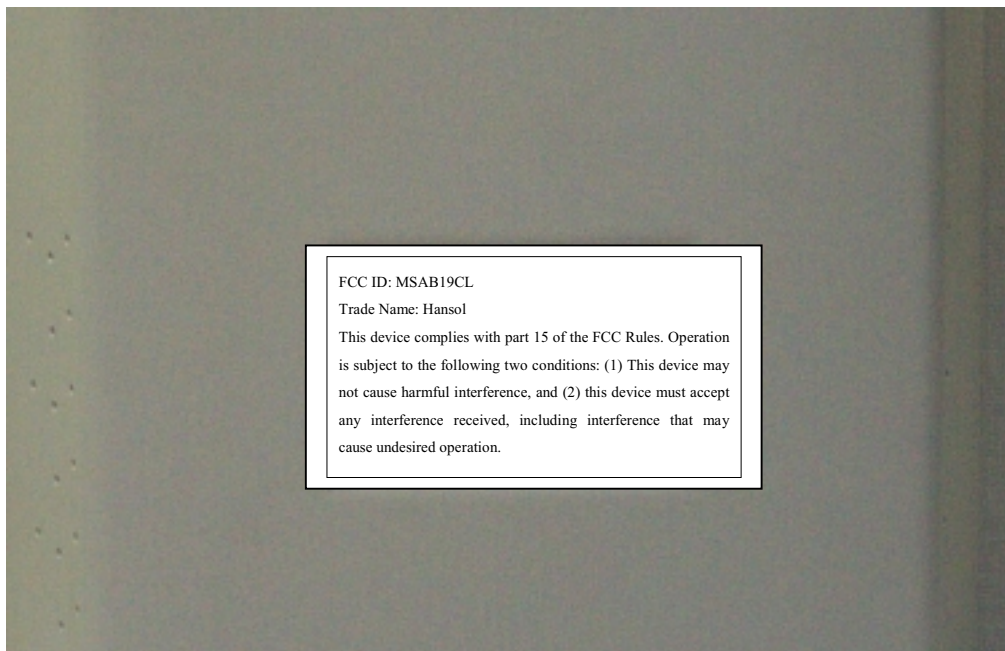 FCC ID: MSAB19CL
Trade Name: Hansol
This device complies with part 15 of the FCC Rules. Operation
is subject to the following two conditions: (1) This device may
not cause harmful interference, and (2) this device must accept
any interference received, including interference that may
cause undesired operation.